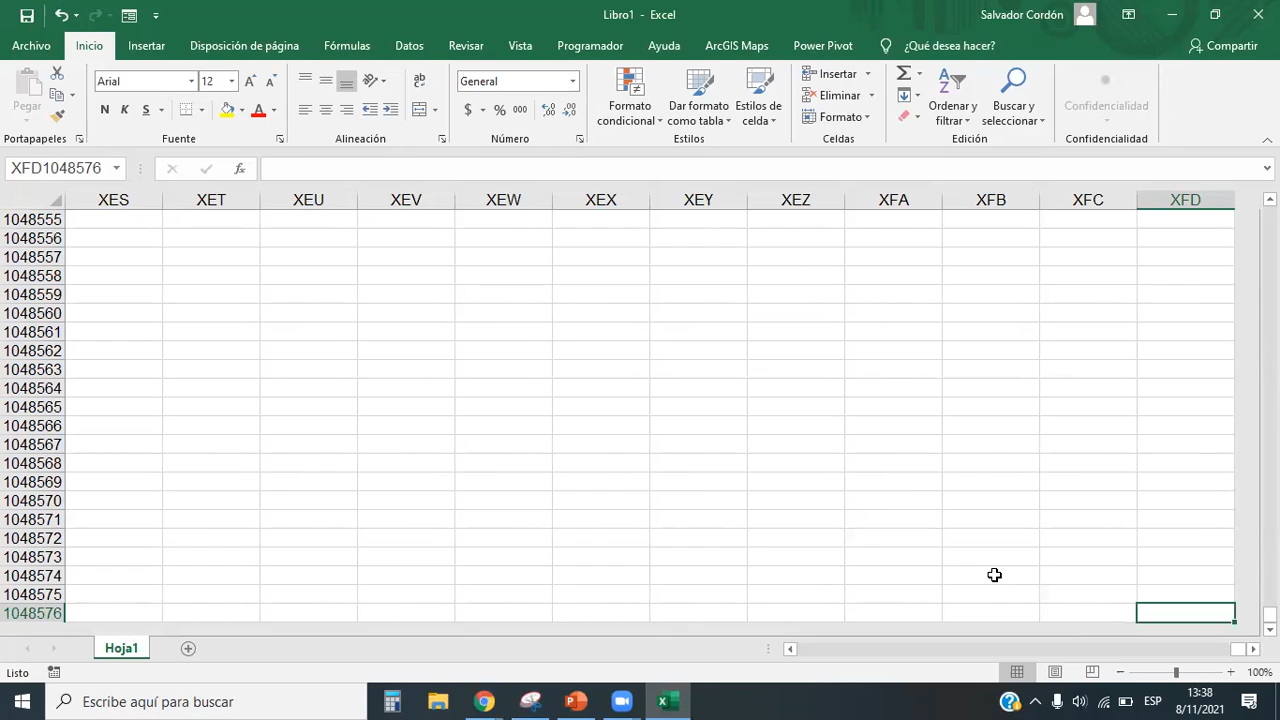 Libro1 - Excel
Salvador Cordón
Archivo Inicio Insertar Disposición de página Fórmulas Datos Revisar Vista Programador Ayuda ArcGIS Maps Power Pivot ¿Qué desea hacer? Compartir
Pegar
Arial 12
N K S
A A
ab
General
$ % 000
Formato condicional
Dar formato como tabla
Estilos de celda
Insertar
Eliminar
Formato
Ordenar y filtrar
Buscar y seleccionar
Confidencialidad
Portapapeles Fuente Alineación Número Estilos Celdas Edición Confidencialidad
XFD1048576 fx
XES XET XEU XEV XEW XEX XEY XEZ XFA XFB XFC XFD
1048555
1048556
1048557
1048558
1048559
1048560
1048561
1048562
1048563
1048564
1048565
1048566
1048567
1048568
1048569
1048570
1048571
1048572
1048573
1048574
1048575
1048576
Hoja1
Listo 100%
Escribe aquí para buscar
ESP
13:38
8/11/2021